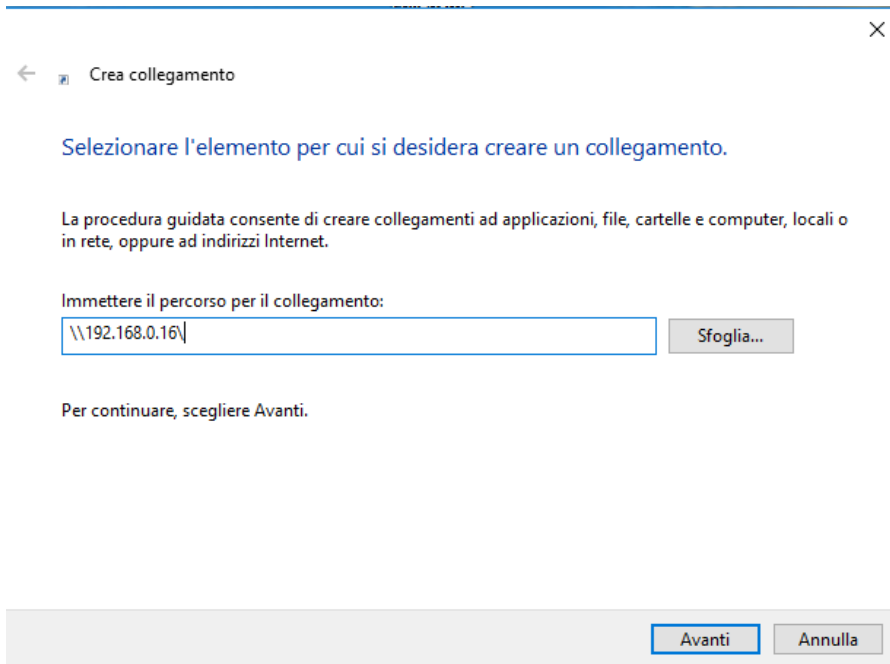 Crea collegamento
Selezionare l'elemento per cui si desidera creare un collegamento.
La procedura guidata consente di creare collegamenti ad applicazioni, file, cartelle e computer, locali o
in rete, oppure ad indirizzi Internet.
Immettere il percorso per il collegamento:
\\192.168.0.16\
Sfoglia...
Per continuare, scegliere Avanti.
Avanti
Annulla